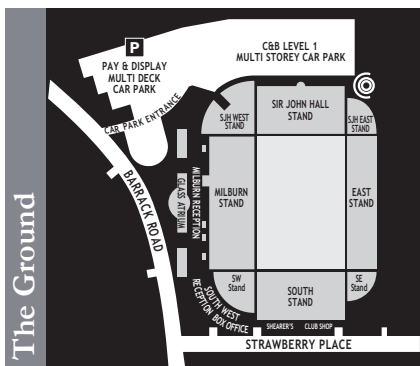 P
PAY & DISPLAY
MULTI DECK
CAR PARK
C&B LEVEL 1
MULTI STOREY CAR PARK
CAR PARK ENTRANCE
SJH WEST
STAND
SIR JOHN HALL
STAND
SJH EAST
STAND
BARRACK ROAD
GLASS ATRIUM
MILBURN RECEPTION
MILBURN
STAND
EAST
STAND
SW
Stand
SOUTH
STAND
SE
Stand
SOUTH WEST
RECEPTION
BOX OFFICE
SHEARER'S
CLUB SHOP
STRAWBERRY PLACE
The Ground